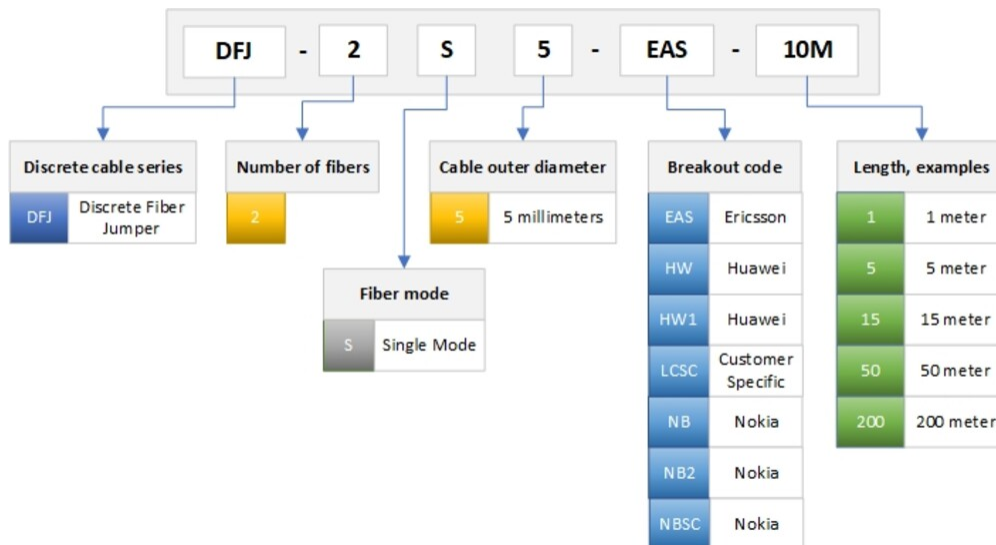 DFJ - 2 S 5 - EAS - 10M
Discrete cable series
DFJ Discrete Fiber
Jumper
Number of fibers
2
Fiber mode
S Single Mode
Cable outer diameter
5 5 millimeters
Breakout code
EAS Ericsson
HW Huawei
HW1 Huawei
LCSC Customer
Specific
NB Nokia
NB2 Nokia
NBSC Nokia
Length, examples
1 1 meter
5 5 meter
15 15 meter
50 50 meter
200 200 meter